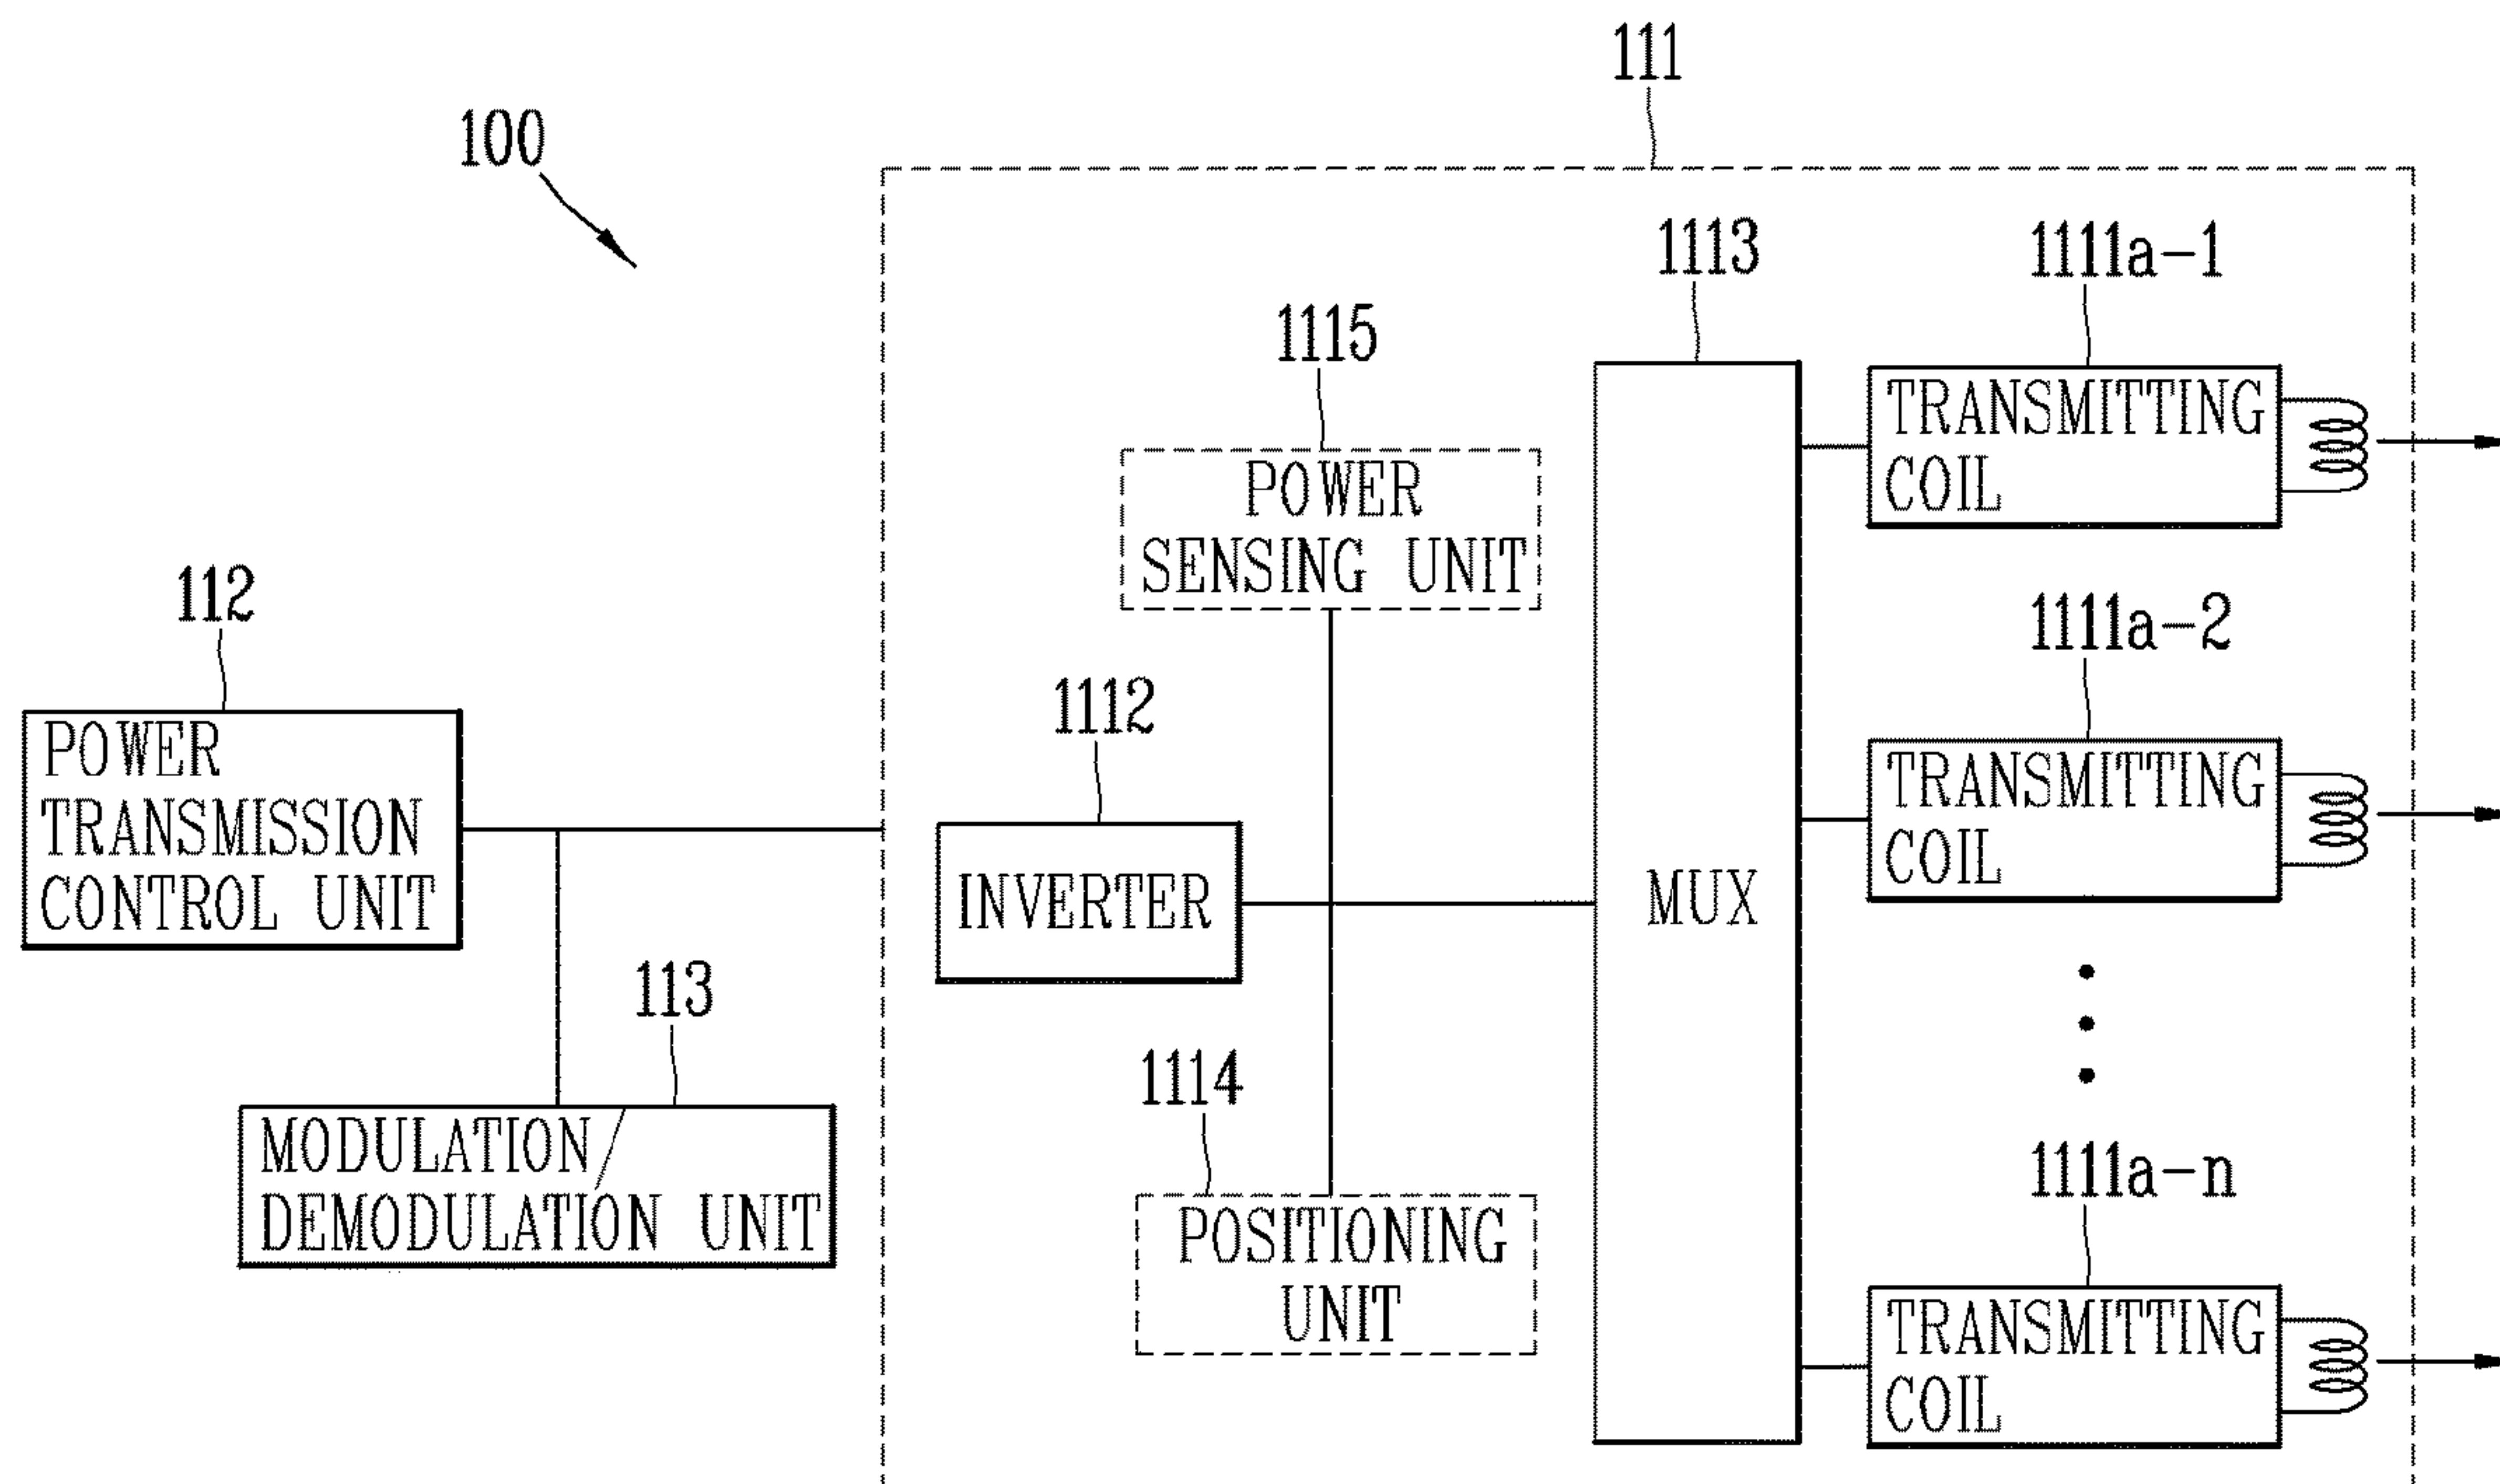 111
100
1113
1111a-1
1115
TRANSMITTING
COIL
POWER
SENSING UNIT
112
1111a-2
1112
POWER
TRANSMISSION
CONTROL UNIT
TRANSMITTING
COIL
INVERTER
MUX
113
1114
1111a-n
MODULATION/
DEMODULATION UNIT
POSITIONING
UNIT
TRANSMITTING
COIL